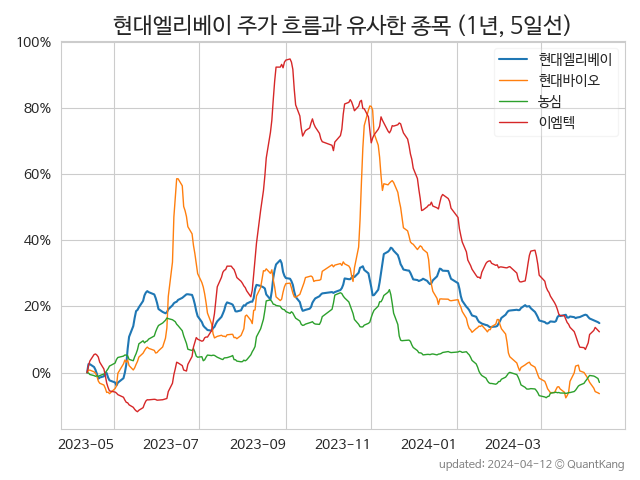 현대엘리베이 주가 흐름과 유사한 종목 (1년, 5일선)
100%
80%
60%
40%
20%
0%
현대엘리베이
현대바이오
농심
이엠텍
2023-05
2023-07
2023-09
2023-11
2024-01
2024-03
updated: 2024-04-12 © QuantKang